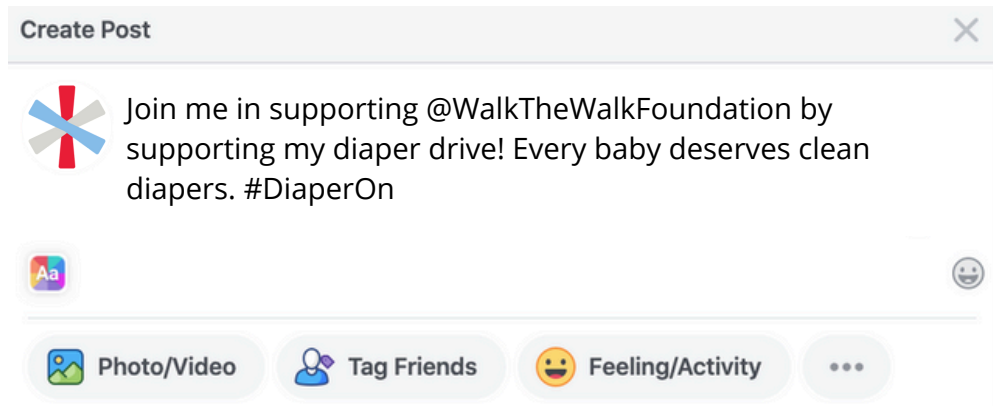 Create Post
Join me in supporting @WalkTheWalkFoundation by
supporting my diaper drive! Every baby deserves clean
diapers. #DiaperOn
Aa
Photo/Video
Tag Friends
Feeling/Activity